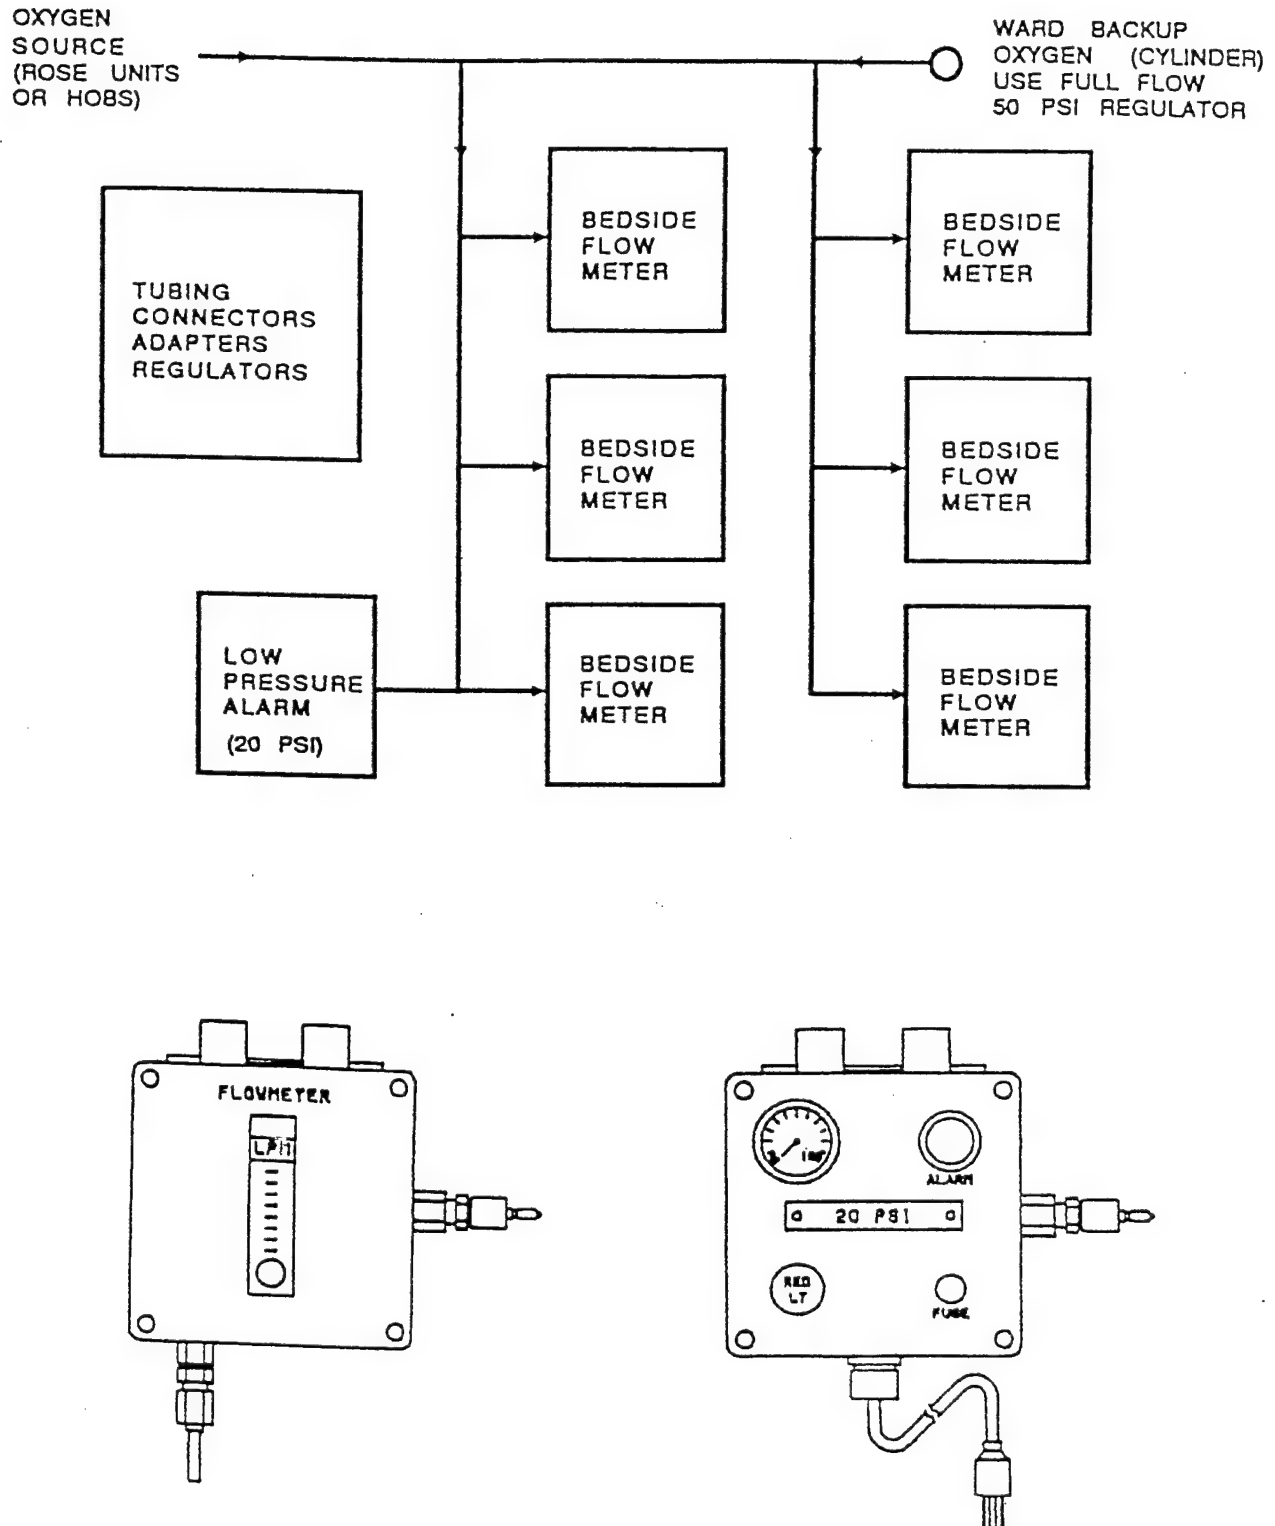 OXYGEN
SOURCE
(ROSE UNITS
OR HOBS)
WARD BACKUP
OXYGEN (CYLINDER)
USE FULL FLOW
50 PSI REGULATOR
TUBING
CONNECTORS
ADAPTERS
REGULATORS
BEDSIDE
FLOW
METER
BEDSIDE
FLOW
METER
BEDSIDE
FLOW
METER
BEDSIDE
FLOW
METER
LOW
PRESSURE
ALARM
(20 PSI)
BEDSIDE
FLOW
METER
BEDSIDE
FLOW
METER
FLOWMETER
LPM
ALARM
20 PSI
RED
LT
FUSE